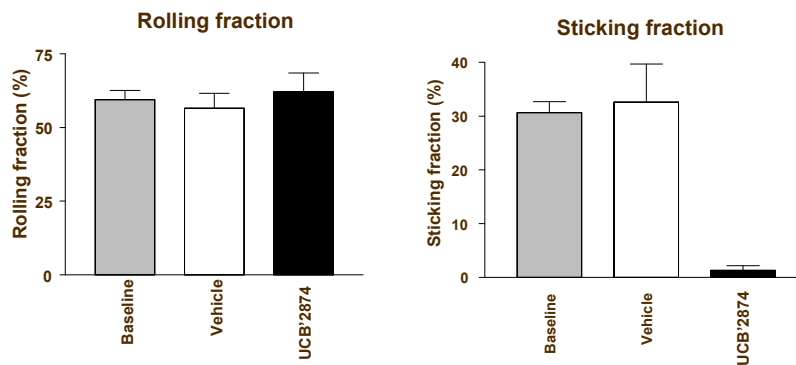 Rolling fraction
Rolling fraction (%)
75
50
25
0
Baseline
Vehicle
UCB'2874
Sticking fraction
Sticking fraction (%)
40
30
20
10
0
Baseline
Vehicle
UCB'2874